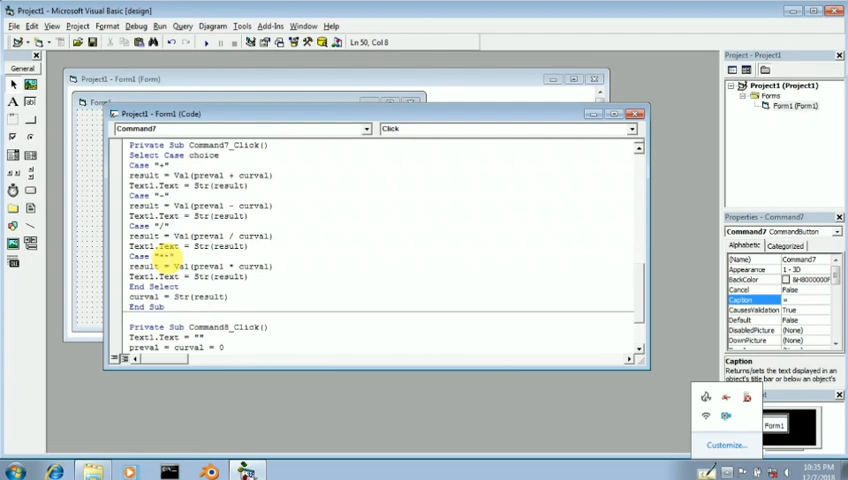 Project1 - Microsoft Visual Basic [design]
File Edit View Project Format Debug Run Query Diagram Tools Add-Ins Window Help
Ln 50, Col 8
General
Project1 - Form1 (Form)
Project1 - Form1 (Code)
Command7
Click
Private Sub Command7_Click()
Select Case choice
Case "+"
result = Val(preval + curval)
Text1.Text = Str(result)
Case "-"
result = Val(preval - curval)
Text1.Text = Str(result)
Case "/"
result = Val(preval / curval)
Text1.Text = Str(result)
Case "*"
result = Val(preval * curval)
Text1.Text = Str(result)
End Select
curval = Str(result)
End Sub
Private Sub Command8_Click()
Text1.Text = ""
preval = curval = 0
Project - Project1
Project1 (Project1)
Forms
Form1 (Form1)
Properties - Command7
Command7 CommandButton
Alphabetic Categorized
(Name) Command7
Appearance 1 - 3D
BackColor &H8000000F
Cancel False
Caption =
CausesValidation True
Default False
DisabledPicture (None)
DownPicture (None)
Caption
Returns/sets the text displayed in an object's title bar or below an object's
Form1
Customize...
10:35 PM
12/7/2018